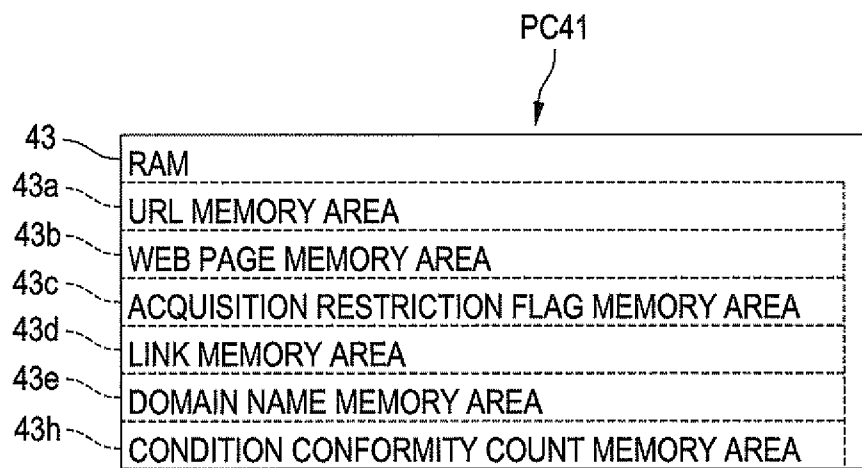 PC41
43 RAM
43a URL MEMORY AREA
43b WEB PAGE MEMORY AREA
43c ACQUISITION RESTRICTION FLAG MEMORY AREA
43d LINK MEMORY AREA
43e DOMAIN NAME MEMORY AREA
43h CONDITION CONFORMITY COUNT MEMORY AREA